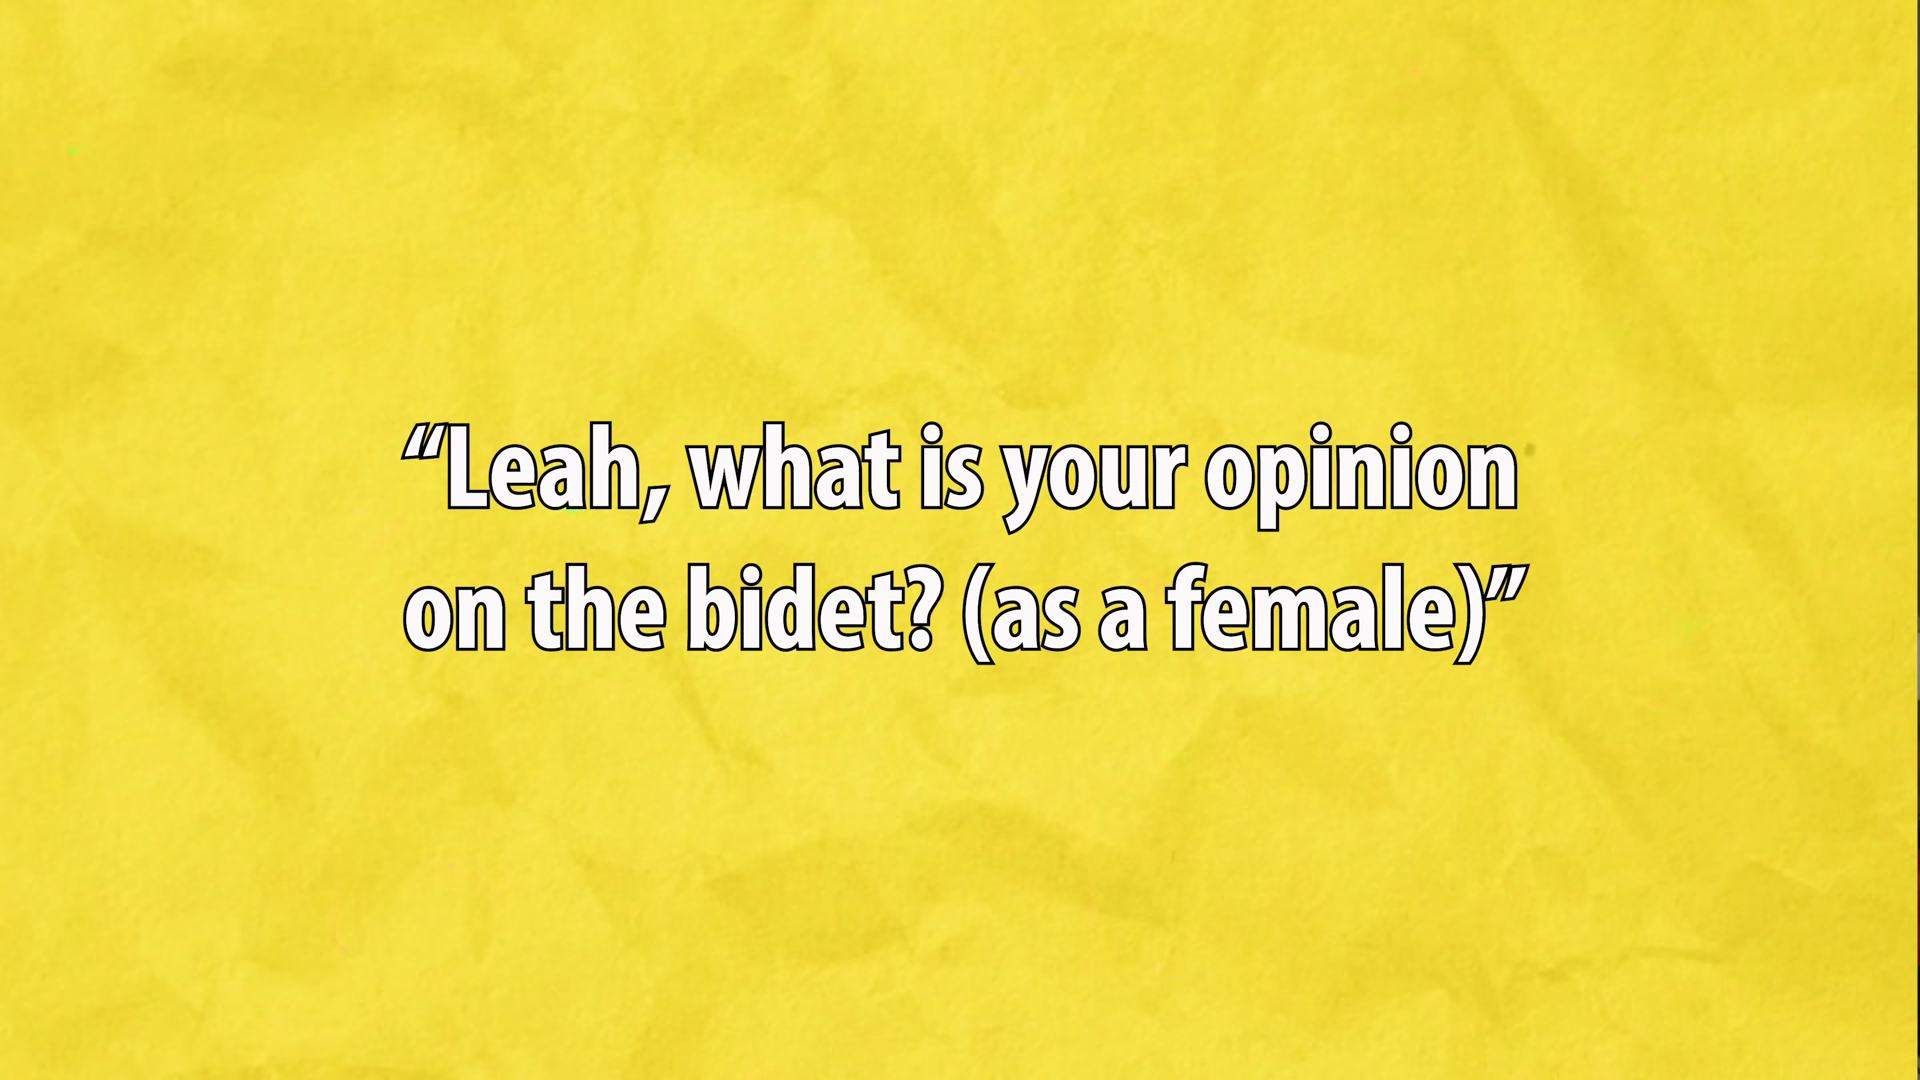 “Leah, what is your opinion
on the bidet? (as a female)”